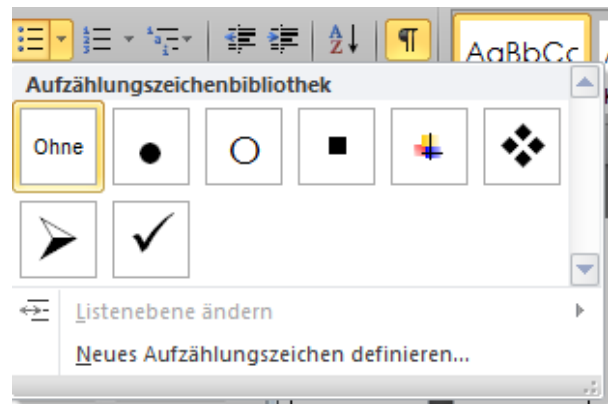 AaBbCc
Aufzählungszeichenbibliothek
Ohne
Listenebene ändern
Neues Aufzählungszeichen definieren...